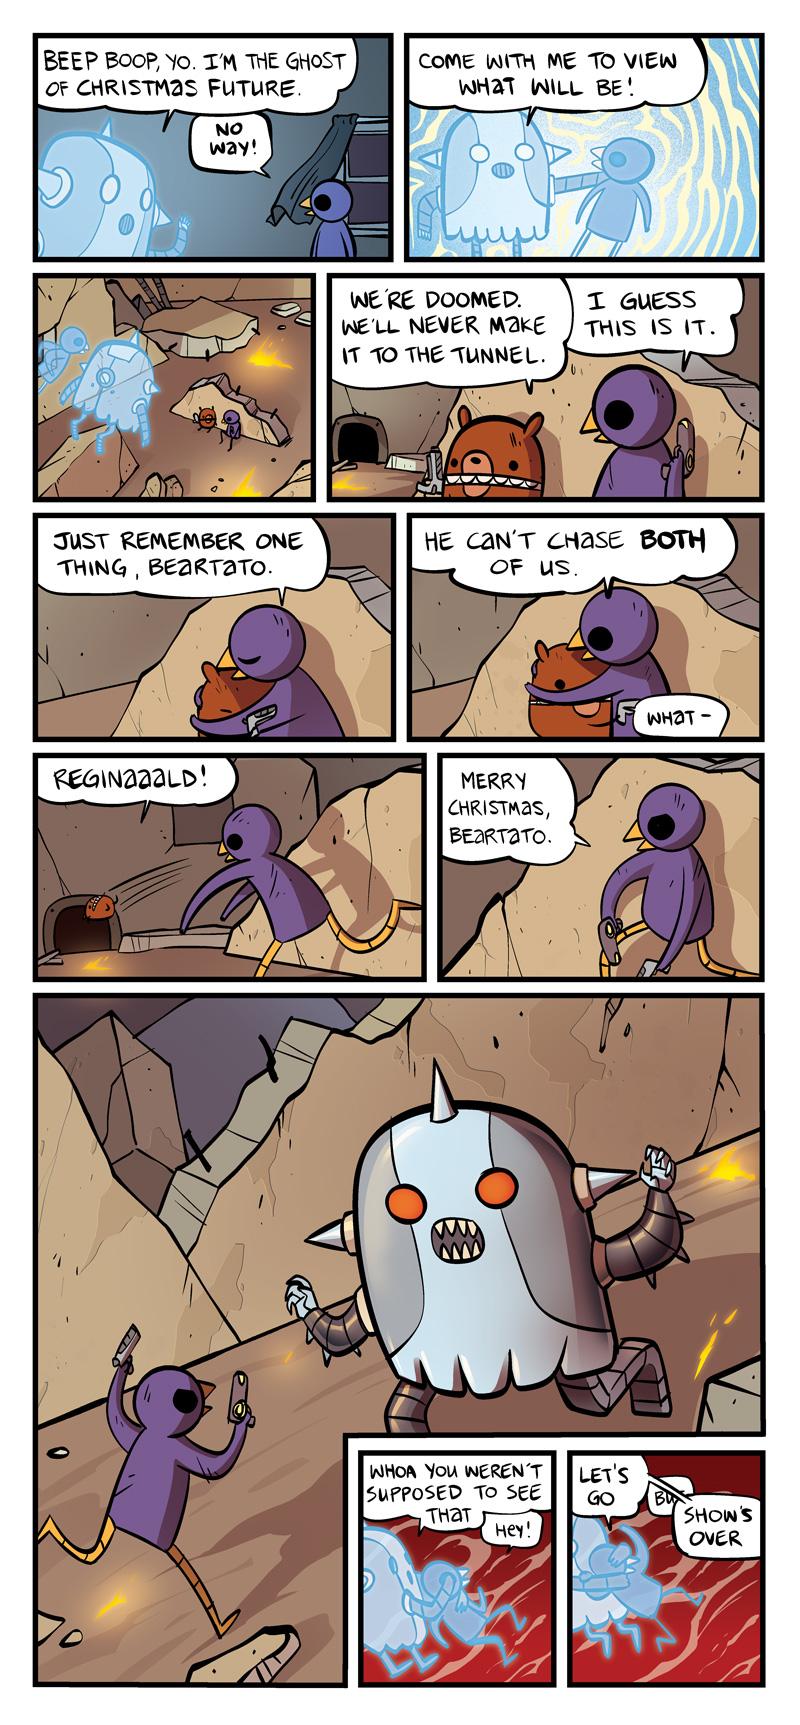 BEEP BOOP, YO. I'M THE GHOST
OF CHRISTMAS FUTURE.
NO
WAY!
COME WITH ME TO VIEW
WHAT WILL BE!
WE'RE DOOMED.
WE'LL NEVER MAKE
IT TO THE TUNNEL.
I GUESS
THIS IS IT.
JUST REMEMBER ONE
THING, BEARTATO.
HE CAN'T CHASE BOTH
OF US.
WHAT-
REGINAAALD!
MERRY
CHRISTMAS,
BEARTATO.
WHOA YOU WEREN'T
SUPPOSED TO SEE
THAT
HEY!
LET'S
GO
SHOW'S
OVER